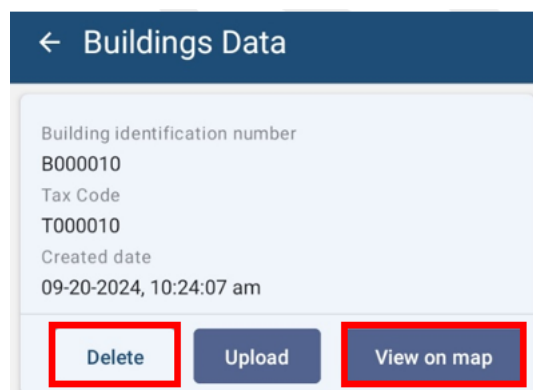 ← Buildings Data
Building identification number
B000010
Tax Code
T000010
Created date
09-20-2024, 10:24:07 am
Delete Upload View on map